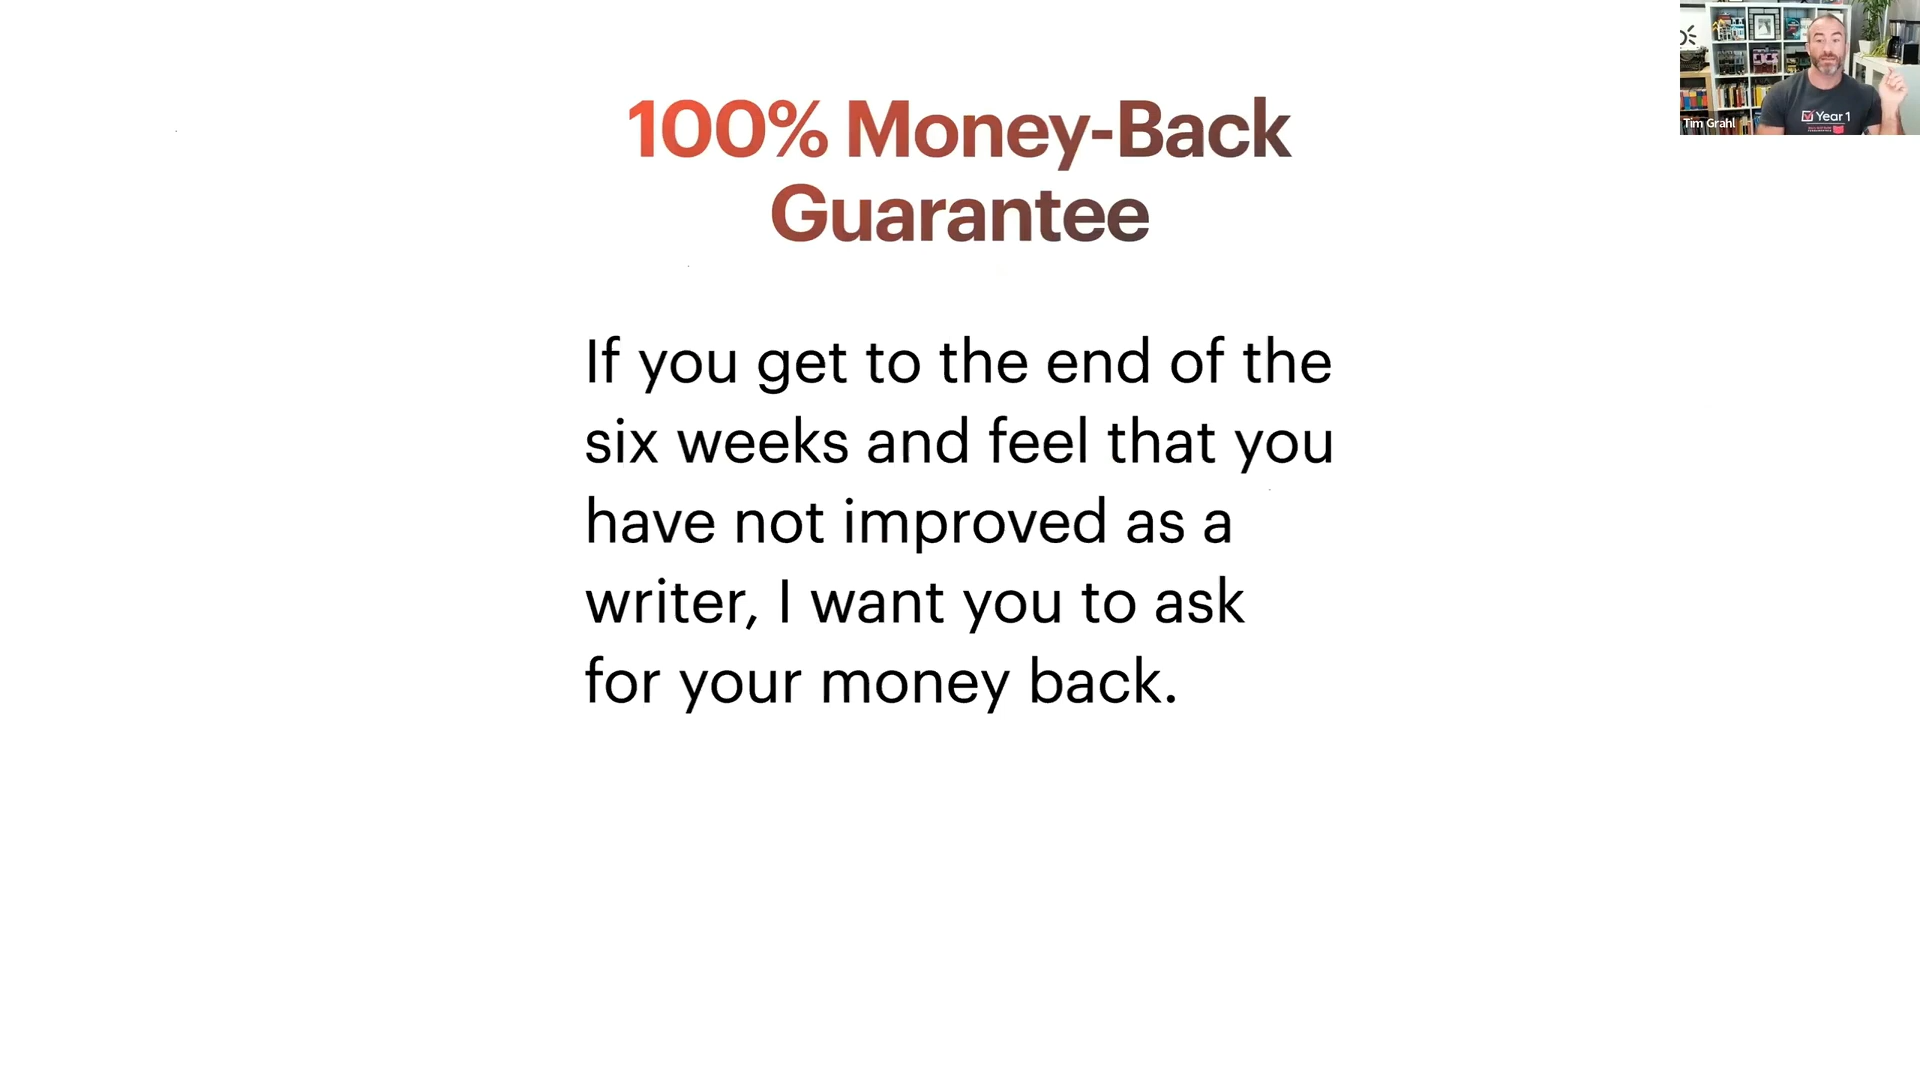 100% Money-Back
Guarantee
If you get to the end of the
six weeks and feel that you
have not improved as a
writer, I want you to ask
for your money back.
Tim Grahl
Year 1